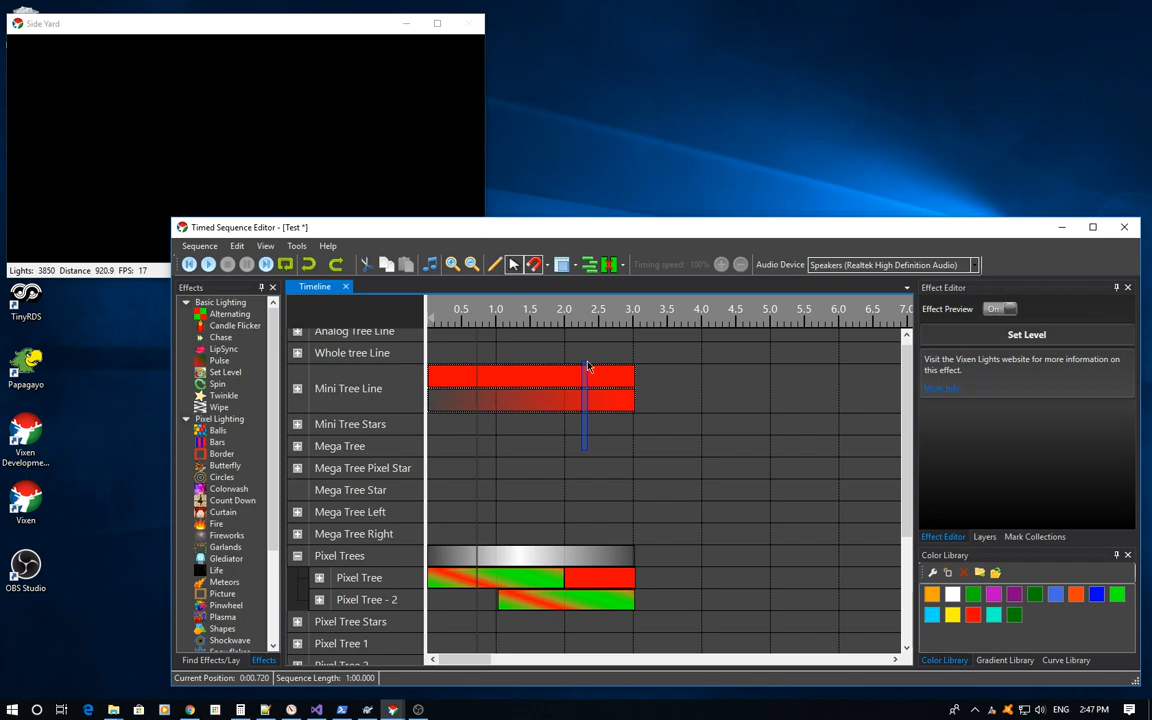 Side Yard
Lights: 3850 Distance 920.9 FPS: 17
TinyRDS
Papagayo
Vixen
Developme...
Vixen
OBS Studio
Timed Sequence Editor - [Test *]
Sequence Edit View Tools Help
Timing speed: 100%
Audio Device
Speakers (Realtek High Definition Audio)
Effects
Basic Lighting
Alternating
Candle Flicker
Chase
LipSync
Pulse
Set Level
Spin
Twinkle
Wipe
Pixel Lighting
Balls
Bars
Border
Butterfly
Circles
Colorwash
Count Down
Curtain
Fire
Fireworks
Garlands
Glediator
Life
Meteors
Picture
Pinwheel
Plasma
Shapes
Shockwave
Find Effects/Lay Effects
Timeline
0.5 1.0 1.5 2.0 2.5 3.0 3.5 4.0 4.5 5.0 5.5 6.0 6.5 7.0
Analog Tree Line
Whole tree Line
Mini Tree Line
Mini Tree Stars
Mega Tree
Mega Tree Pixel Star
Mega Tree Star
Mega Tree Left
Mega Tree Right
Pixel Trees
Pixel Tree
Pixel Tree - 2
Pixel Tree Stars
Pixel Tree 1
Pixel Tree 2
Effect Editor
Effect Preview On
Set Level
Visit the Vixen Lights website for more information on
this effect.
More Info
Effect Editor Layers Mark Collections
Color Library
Color Library Gradient Library Curve Library
Current Position: 0:00.720 Sequence Length: 1:00.000
ENG 2:47 PM